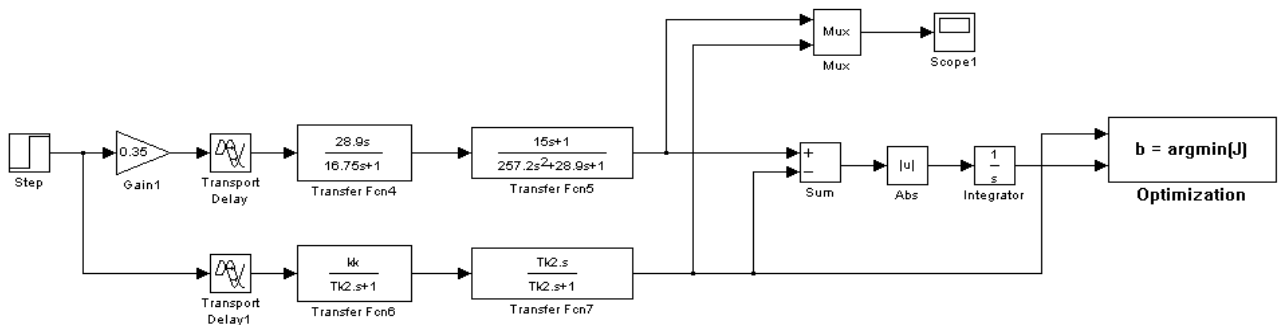 Mux
Mux
Scope1
Step
0.35
Gain1
Transport
Delay
28.9s
16.75s+1
Transfer Fcn4
15s+1
257.2s²+28.9s+1
Transfer Fcn5
+
−
Sum
|u|
Abs
1
s
Integrator
b = argmin(J)
Optimization
Transport
Delay1
kk
Tk2.s+1
Transfer Fcn6
Tk2.s
Tk2.s+1
Transfer Fcn7